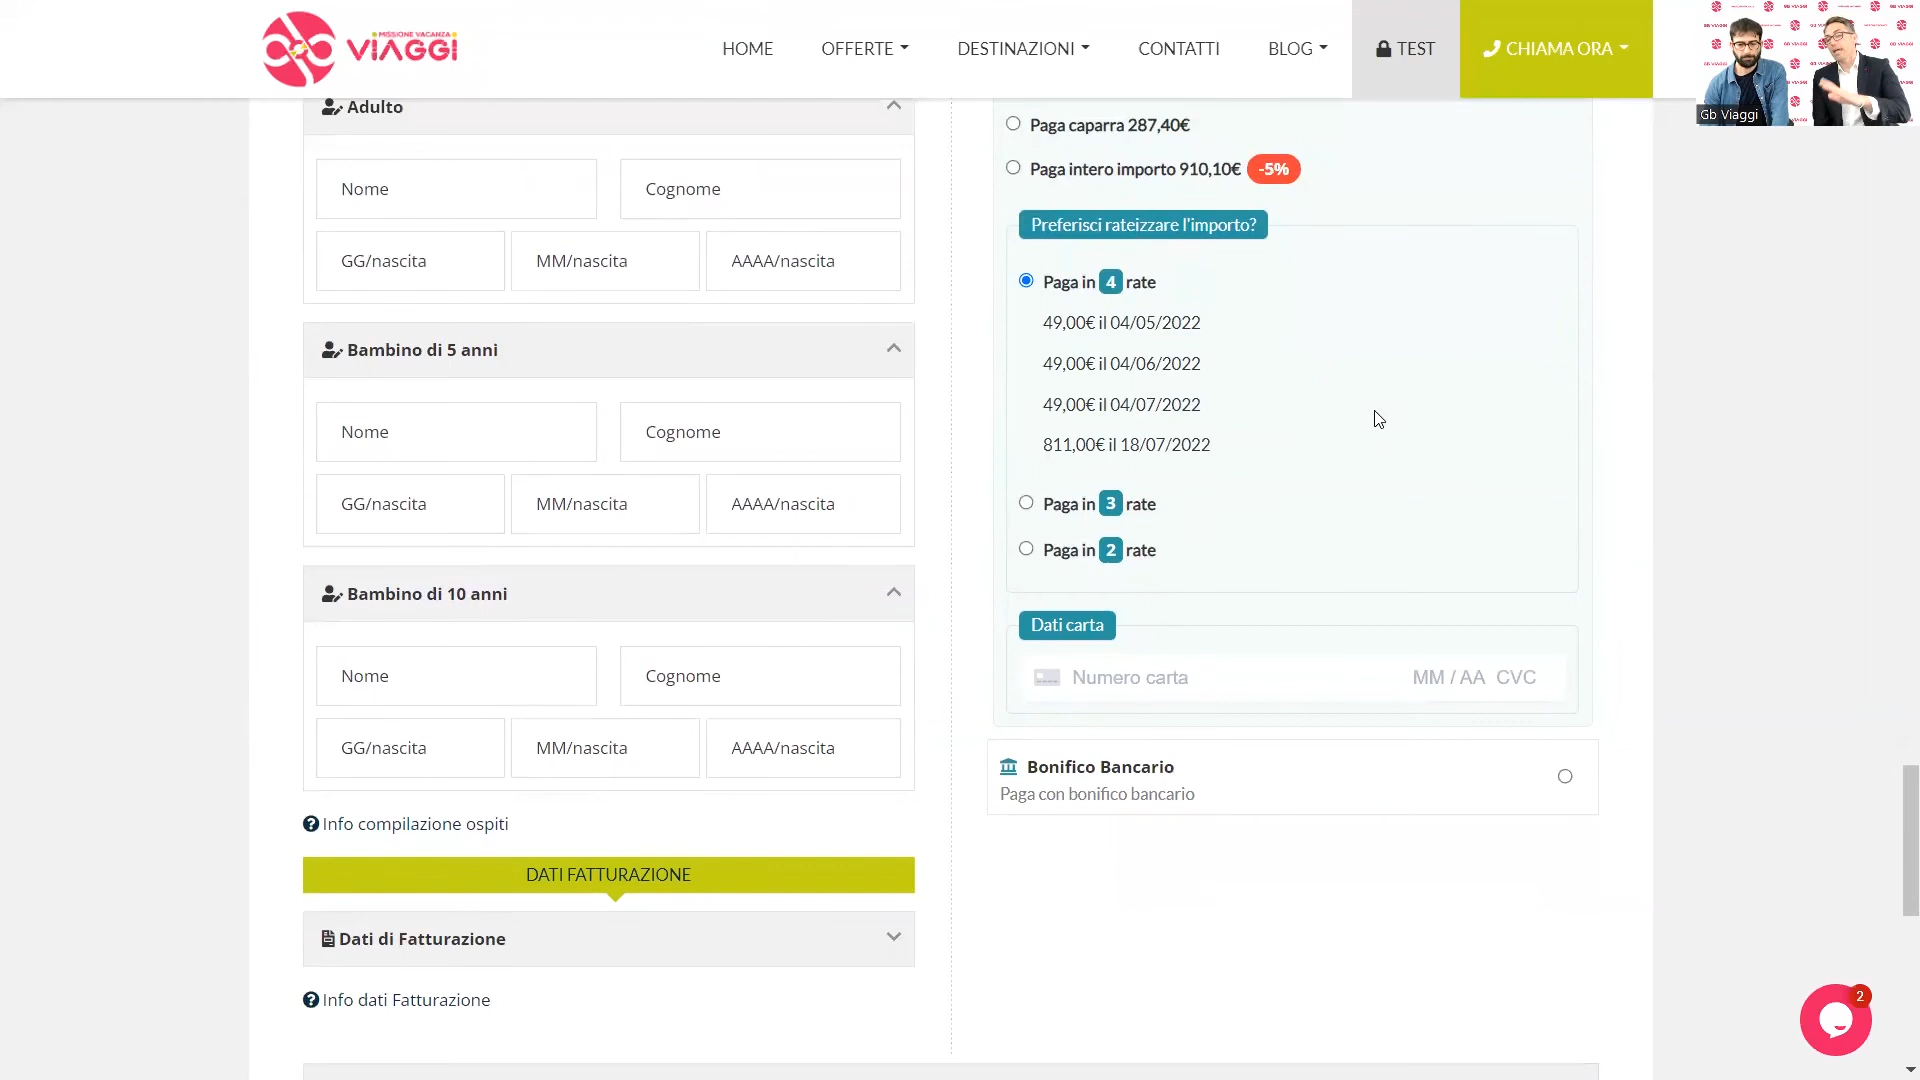 MISSIONE VACANZA
VIAGGI
HOME
OFFERTE
DESTINAZIONI
CONTATTI
BLOG
TEST
CHIAMA ORA
Gb Viaggi
Adulto
Nome
Cognome
GG/nascita
MM/nascita
AAAA/nascita
Bambino di 5 anni
Nome
Cognome
GG/nascita
MM/nascita
AAAA/nascita
Bambino di 10 anni
Nome
Cognome
GG/nascita
MM/nascita
AAAA/nascita
Info compilazione ospiti
DATI FATTURAZIONE
Dati di Fatturazione
Info dati Fatturazione
Paga caparra 287,40€
Paga intero importo 910,10€ -5%
Preferisci rateizzare l'importo?
Paga in 4 rate
49,00€ il 04/05/2022
49,00€ il 04/06/2022
49,00€ il 04/07/2022
811,00€ il 18/07/2022
Paga in 3 rate
Paga in 2 rate
Dati carta
Numero carta
MM / AA CVC
Bonifico Bancario
Paga con bonifico bancario
2